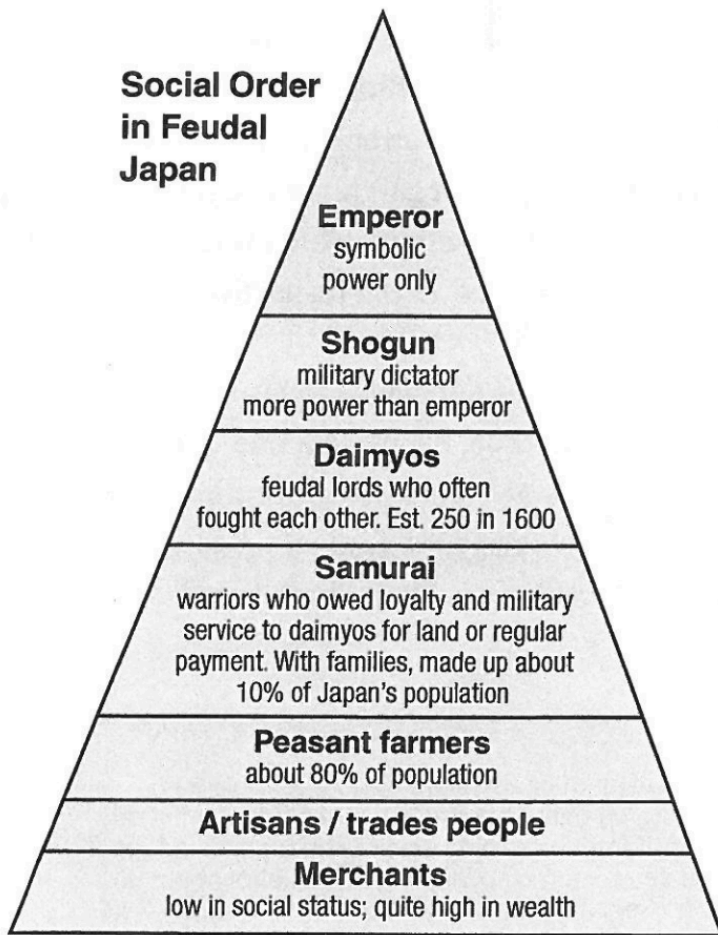 Social Order
in Feudal
Japan
Emperor
symbolic
power only
Shogun
military dictator
more power than emperor
Daimyos
feudal lords who often
fought each other. Est. 250 in 1600
Samurai
warriors who owed loyalty and military
service to daimyos for land or regular
payment. With families, made up about
10% of Japan's population
Peasant farmers
about 80% of population
Artisans / trades people
Merchants
low in social status; quite high in wealth